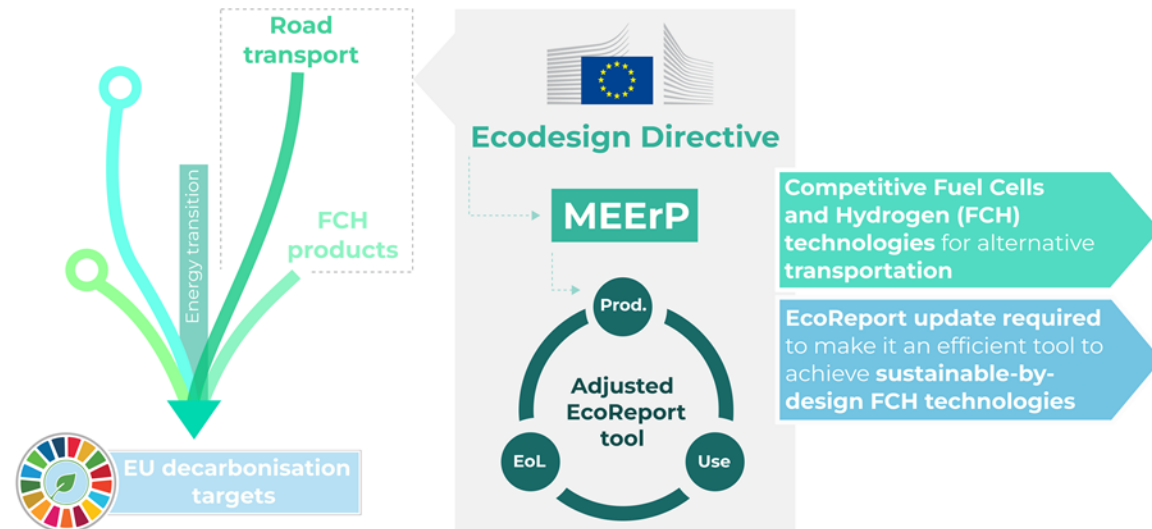 Road
transport
Energy transition
FCH
products
EU decarbonisation
targets
Ecodesign Directive
MEErP
Prod.
Adjusted
EcoReport
tool
EoL
Use
Competitive Fuel Cells
and Hydrogen (FCH)
technologies for alternative
transportation
EcoReport update required
to make it an efficient tool to
achieve sustainable-by-
design FCH technologies